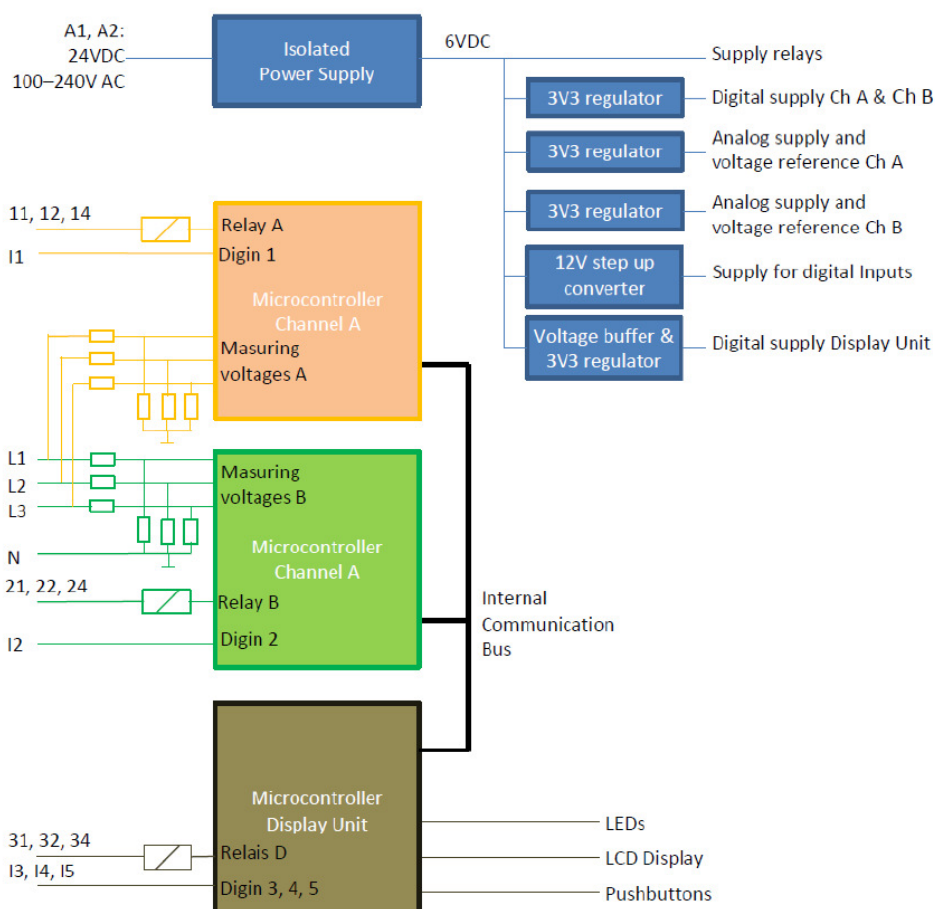 A1, A2:
24VDC
100–240V AC
Isolated
Power Supply
6VDC
Supply relays
3V3 regulator
Digital supply Ch A & Ch B
3V3 regulator
Analog supply and
voltage reference Ch A
3V3 regulator
Analog supply and
voltage reference Ch B
12V step up
converter
Supply for digital Inputs
Voltage buffer &
3V3 regulator
Digital supply Display Unit
11, 12, 14
I1
Relay A
Digin 1
Microcontroller
Channel A
Masuring
voltages A
L1
L2
L3
N
21, 22, 24
I2
Masuring
voltages B
Microcontroller
Channel A
Relay B
Digin 2
Internal
Communication
Bus
Microcontroller
Display Unit
31, 32, 34
I3, I4, I5
Relais D
Digin 3, 4, 5
LEDs
LCD Display
Pushbuttons